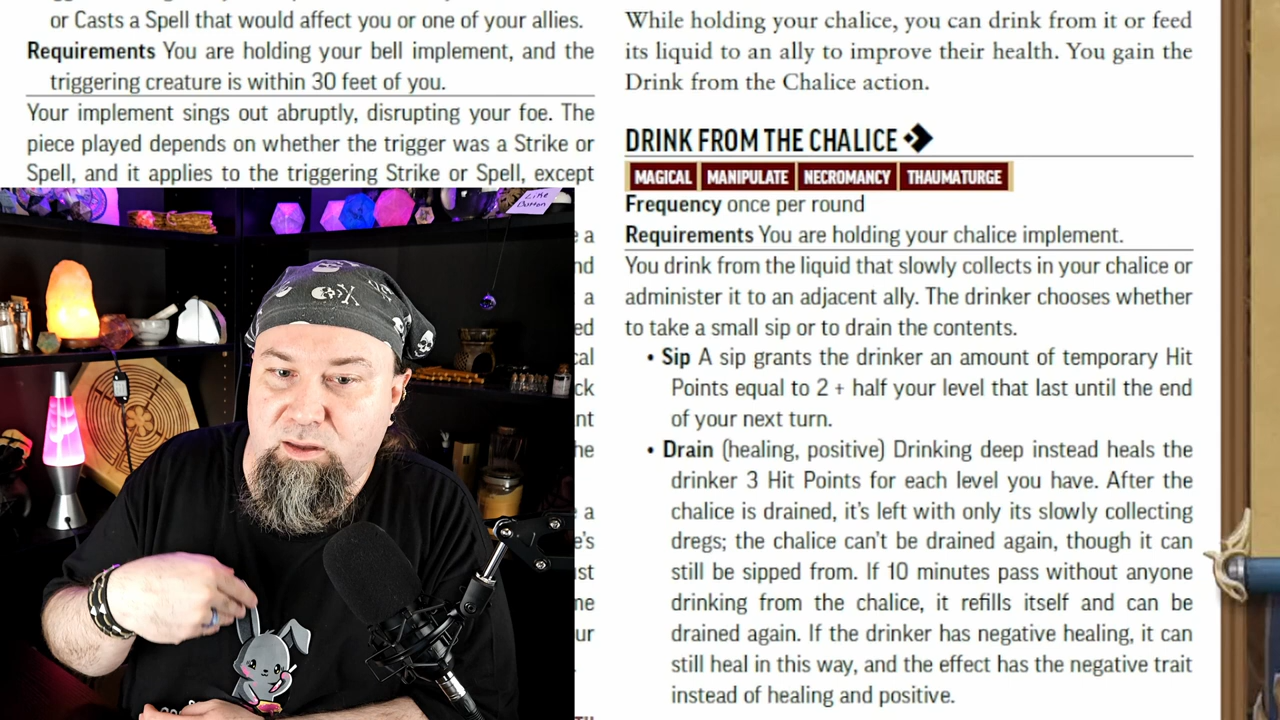 or Casts a Spell that would affect you or one of your allies.
Requirements You are holding your bell implement, and the
triggering creature is within 30 feet of you.
Your implement sings out abruptly, disrupting your foe. The
piece played depends on whether the trigger was a Strike or
Spell, and it applies to the triggering Strike or Spell, except
Like
Button
While holding your chalice, you can drink from it or feed
its liquid to an ally to improve their health. You gain the
Drink from the Chalice action.
DRINK FROM THE CHALICE
MAGICAL MANIPULATE NECROMANCY THAUMATURGE
Frequency once per round
Requirements You are holding your chalice implement.
You drink from the liquid that slowly collects in your chalice or
administer it to an adjacent ally. The drinker chooses whether
to take a small sip or to drain the contents.
• Sip A sip grants the drinker an amount of temporary Hit
Points equal to 2 + half your level that last until the end
of your next turn.
• Drain (healing, positive) Drinking deep instead heals the
drinker 3 Hit Points for each level you have. After the
chalice is drained, it's left with only its slowly collecting
dregs; the chalice can't be drained again, though it can
still be sipped from. If 10 minutes pass without anyone
drinking from the chalice, it refills itself and can be
drained again. If the drinker has negative healing, it can
still heal in this way, and the effect has the negative trait
instead of healing and positive.